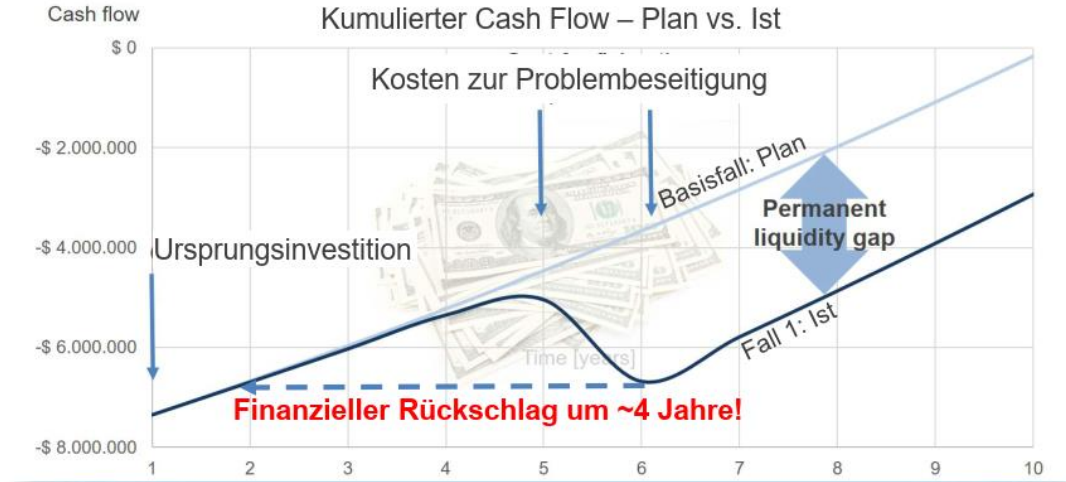 Cash flow
Kumulierter Cash Flow – Plan vs. Ist
$ 0
Kosten zur Problembeseitigung
-$ 2.000.000
Basisfall: Plan
Permanent
liquidity gap
-$ 4.000.000
Ursprungsinvestition
Fall 1: Ist
-$ 6.000.000
Time [years]
Finanzieller Rückschlag um ~4 Jahre!
-$ 8.000.000
1 2 3 4 5 6 7 8 9 10